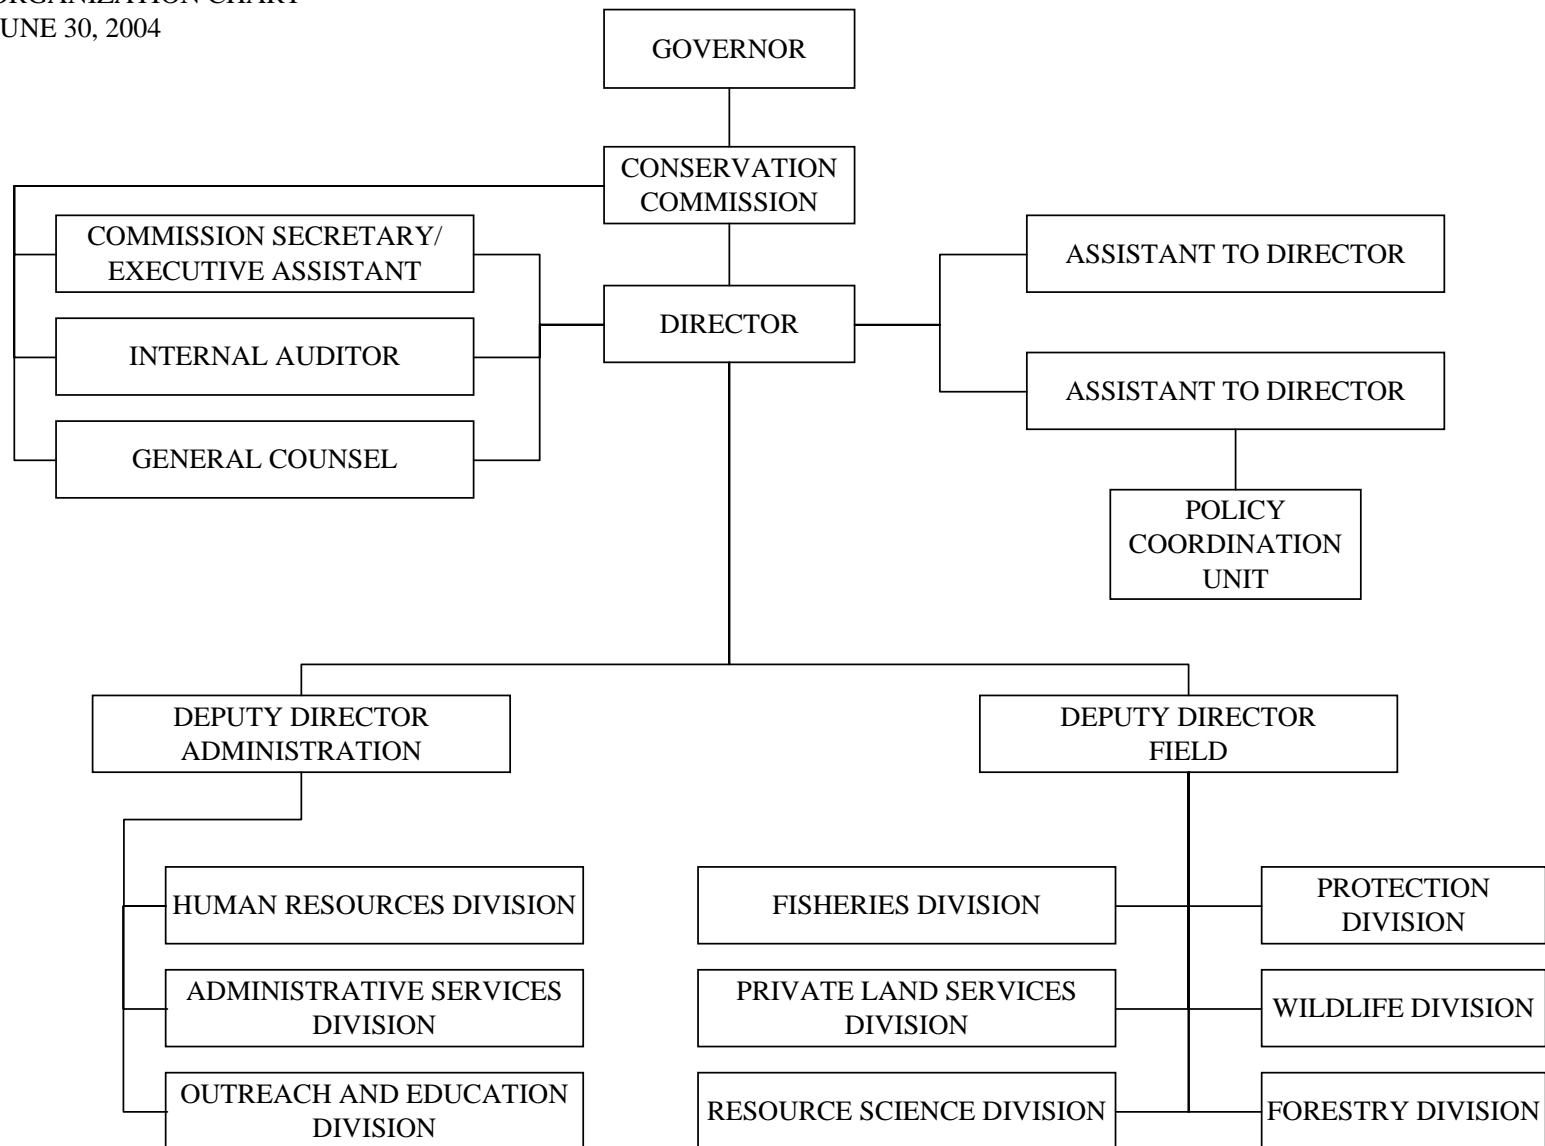 ORGANIZATION CHART
JUNE 30, 2004
GOVERNOR
CONSERVATION
COMMISSION
COMMISSION SECRETARY/
EXECUTIVE ASSISTANT
ASSISTANT TO DIRECTOR
DIRECTOR
INTERNAL AUDITOR
ASSISTANT TO DIRECTOR
GENERAL COUNSEL
POLICY
COORDINATION
UNIT
DEPUTY DIRECTOR
ADMINISTRATION
DEPUTY DIRECTOR
FIELD
HUMAN RESOURCES DIVISION
FISHERIES DIVISION
PROTECTION
DIVISION
ADMINISTRATIVE SERVICES
DIVISION
PRIVATE LAND SERVICES
DIVISION
WILDLIFE DIVISION
OUTREACH AND EDUCATION
DIVISION
RESOURCE SCIENCE DIVISION
FORESTRY DIVISION